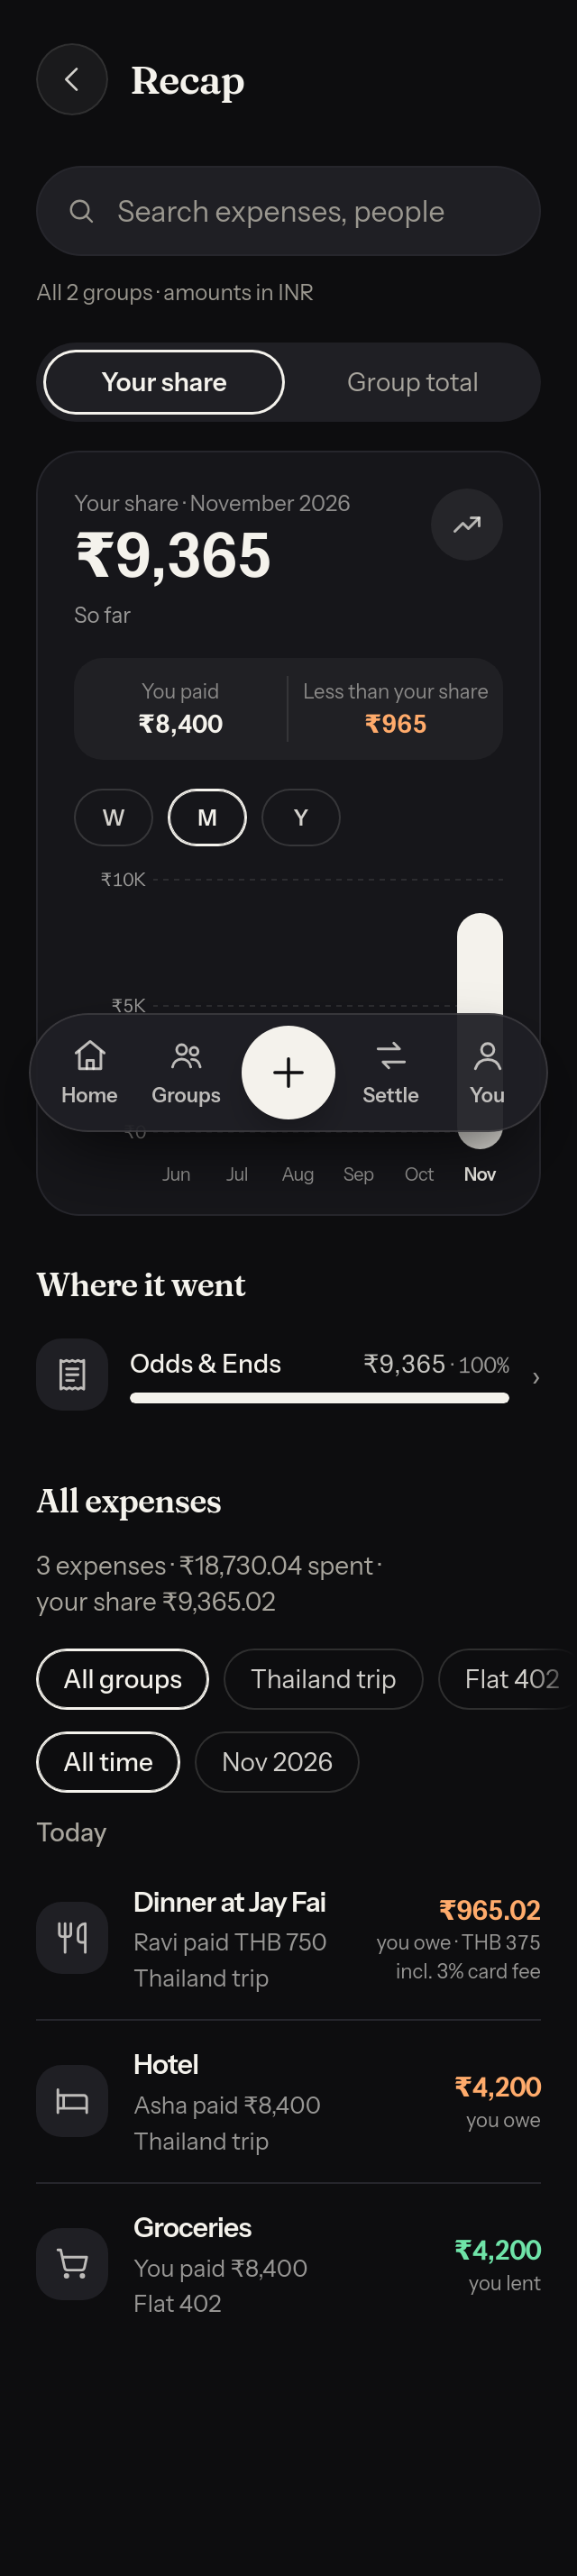 Recap
Search expenses, people
All 2 groups · amounts in INR
Your share
Group total
Your share · November 2026
₹9,365
So far
You paid
₹8,400
Less than your share
₹965
W
M
Y
₹10K
₹5K
Home
Groups
Settle
You
₹0
Jun
Jul
Aug
Sep
Oct
Nov
Where it went
Odds & Ends
₹9,365 · 100%
All expenses
3 expenses · ₹18,730.04 spent ·
your share ₹9,365.02
All groups
Thailand trip
Flat 402
All time
Nov 2026
Today
Dinner at Jay Fai
Ravi paid THB 750
Thailand trip
₹965.02
you owe · THB 375
incl. 3% card fee
Hotel
Asha paid ₹8,400
Thailand trip
₹4,200
you owe
Groceries
You paid ₹8,400
Flat 402
₹4,200
you lent